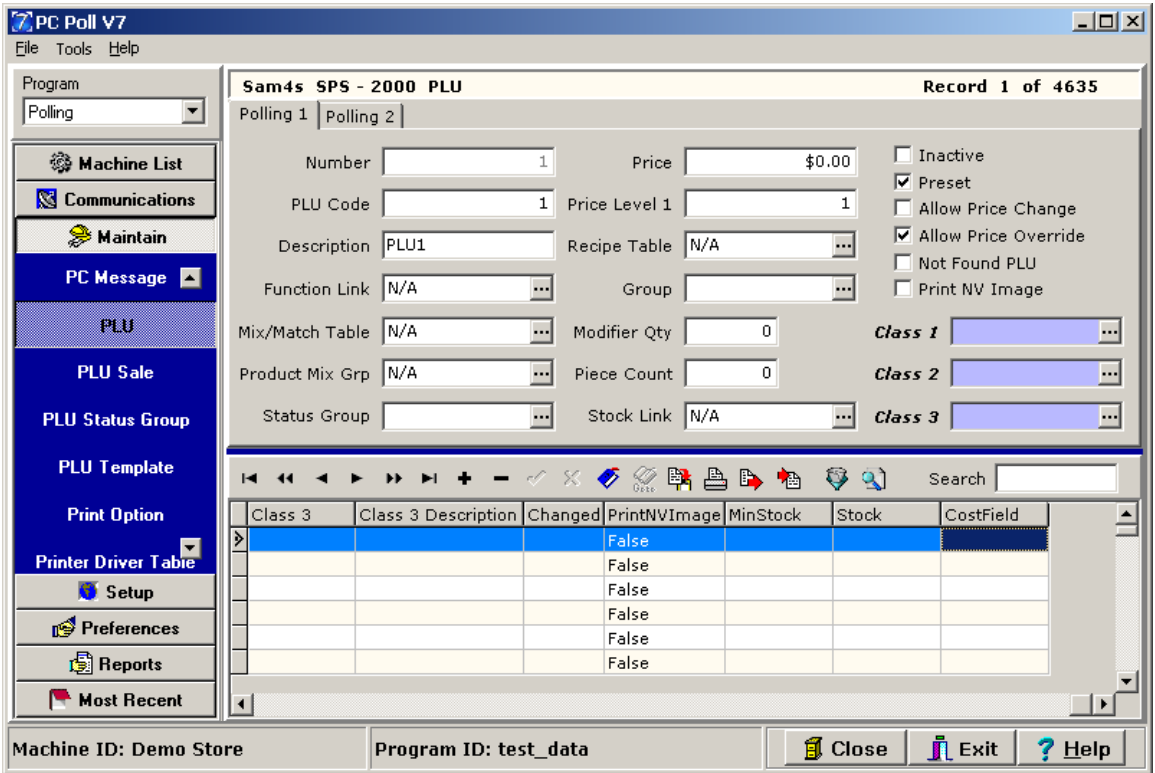 PC Poll V7
File Tools Help
Program
Polling
Machine List
Communications
Maintain
PC Message
PLU
PLU Sale
PLU Status Group
PLU Template
Print Option
Printer Driver Table
Setup
Preferences
Reports
Most Recent
Sam4s SPS - 2000 PLU Record 1 of 4635
Polling 1 Polling 2
Number 1 Price $0.00 Inactive
Preset
PLU Code 1 Price Level 1 1 Allow Price Change
Description PLU1 Recipe Table N/A ... Allow Price Override
Not Found PLU
Function Link N/A ... Group ... Print NV Image
Mix/Match Table N/A ... Modifier Qty 0 Class 1 ...
Product Mix Grp N/A ... Piece Count 0 Class 2 ...
Status Group ... Stock Link N/A ... Class 3 ...
Search
Class 3 Class 3 Description Changed PrintNVImage MinStock Stock CostField
False
False
False
False
False
False
Machine ID: Demo Store Program ID: test_data Close Exit ? Help